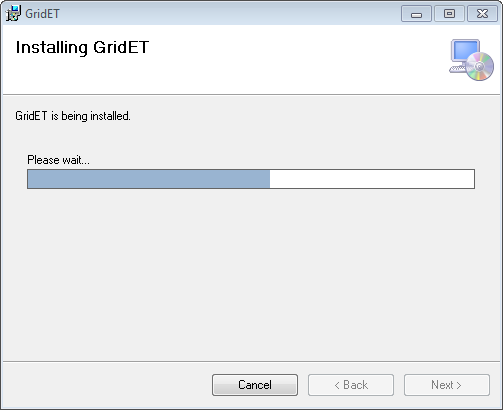 GridET
Installing GridET
GridET is being installed.
Please wait...
Cancel
< Back
Next >